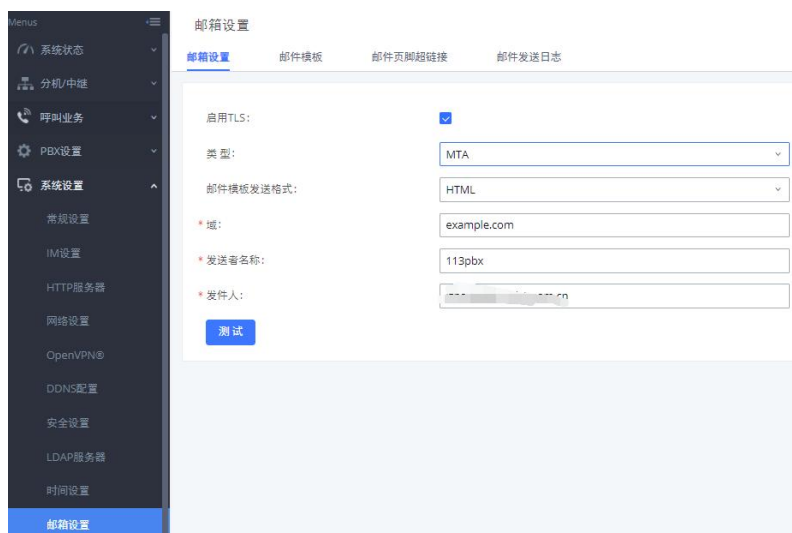 Menus
系统状态
分机/中继
呼叫业务
PBX设置
系统设置
常规设置
IM设置
HTTP服务器
网络设置
OpenVPN®
DDNS配置
安全设置
LDAP服务器
时间设置
邮箱设置
邮箱设置
邮箱设置 邮件模板 邮件页脚超链接 邮件发送日志
启用TLS:
类型: MTA
邮件模板发送格式: HTML
* 域: example.com
* 发送者名称: 113pbx
* 发件人:
测试